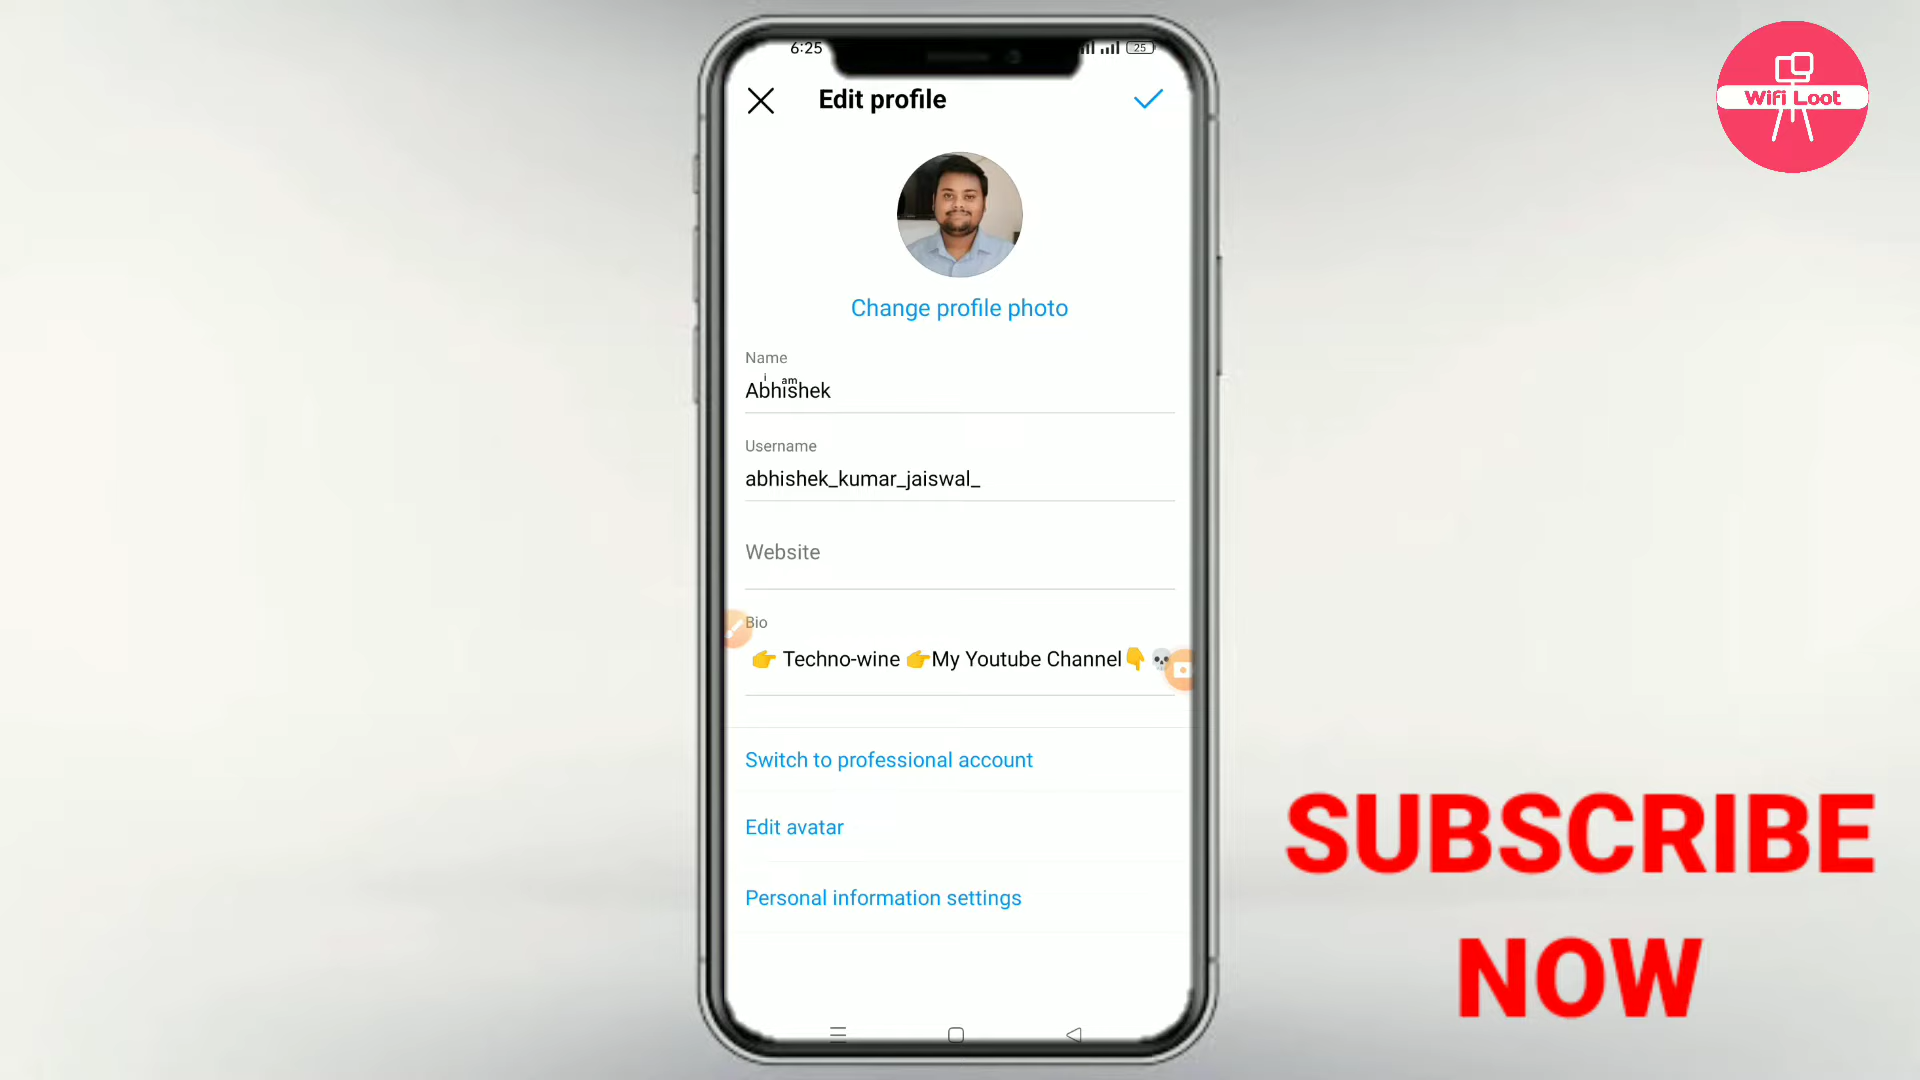 6:25
25
Edit profile
Wifi Loot
Change profile photo
Name
i am
Abhishek
Username
abhishek_kumar_jaiswal_
Website
Bio
👉 Techno-wine 👉My Youtube Channel👇 💀
Switch to professional account
Edit avatar
Personal information settings
SUBSCRIBE
NOW